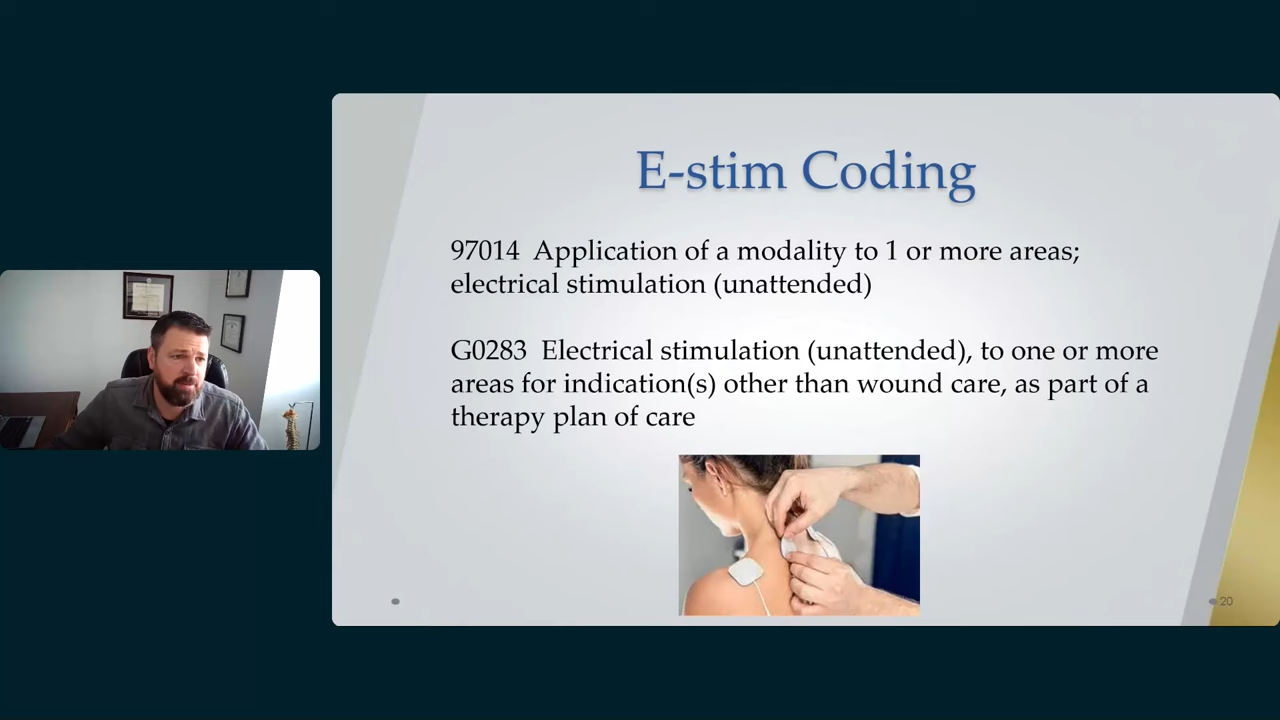 E-stim Coding
97014  Application of a modality to 1 or more areas;
electrical stimulation (unattended)
G0283  Electrical stimulation (unattended), to one or more
areas for indication(s) other than wound care, as part of a
therapy plan of care
20